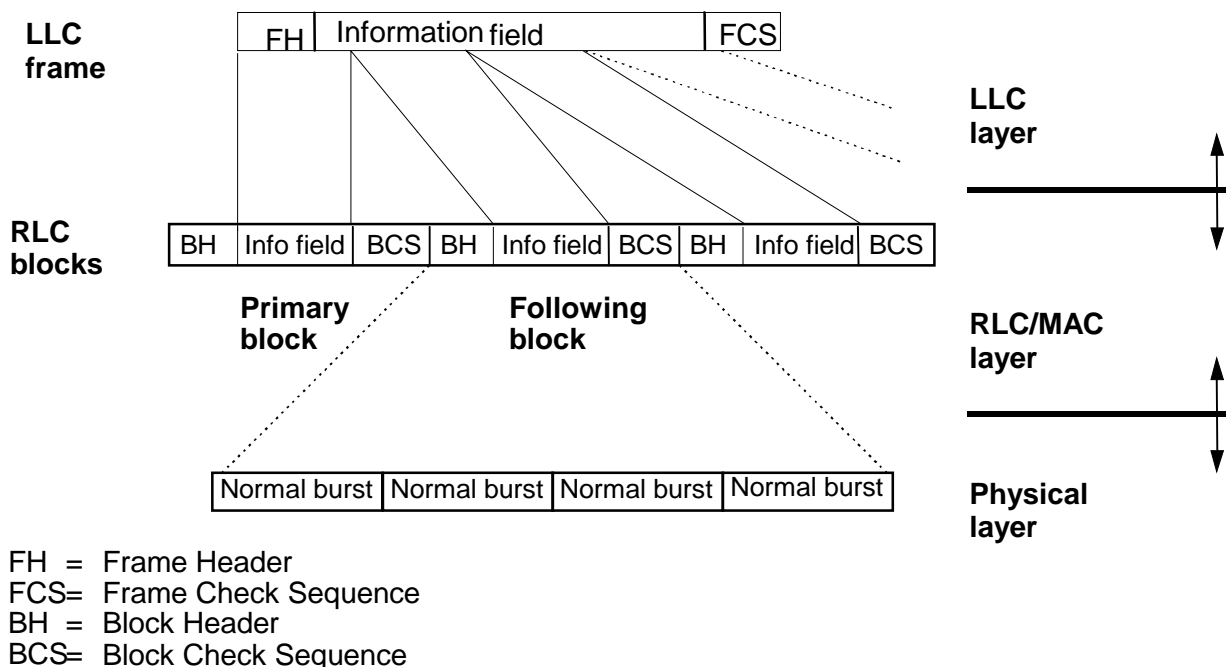 LLC
frame
FH Information field FCS
LLC
layer
RLC
blocks
BH Info field BCS BH Info field BCS BH Info field BCS
Primary
block
Following
block
RLC/MAC
layer
Normal burst Normal burst Normal burst Normal burst
Physical
layer
FH = Frame Header
FCS= Frame Check Sequence
BH = Block Header
BCS= Block Check Sequence